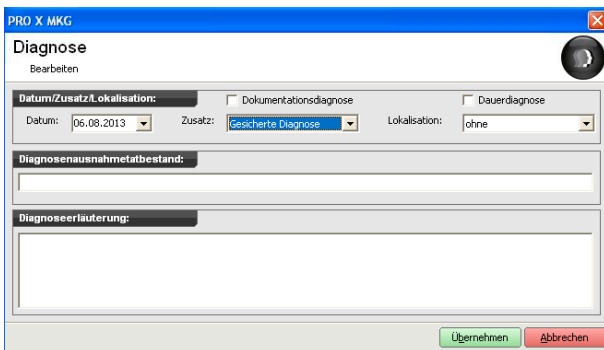 PRO X MKG
Diagnose
Bearbeiten
Datum/Zusatz/Lokalisation:
Dokumentationsdiagnose
Dauerdiagnose
Datum: 06.08.2013 Zusatz: Gesicherte Diagnose Lokalisation: ohne
Diagnosenausnahmetatbestand:
Diagnoseerläuterung:
Übernehmen Abbrechen